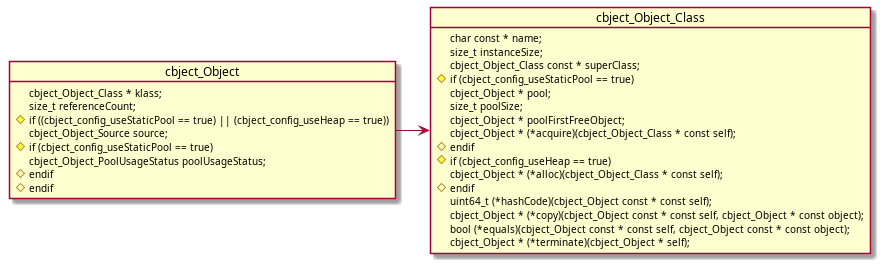 cbject_Object
cbject_Object_Class * klass;
size_t referenceCount;
if ((cbject_config_useStaticPool == true) || (cbject_config_useHeap == true))
cbject_Object_Source source;
if (cbject_config_useStaticPool == true)
cbject_Object_PoolUsageStatus poolUsageStatus;
endif
endif
cbject_Object_Class
char const * name;
size_t instanceSize;
cbject_Object_Class const * superClass;
if (cbject_config_useStaticPool == true)
cbject_Object * pool;
size_t poolSize;
cbject_Object * poolFirstFreeObject;
cbject_Object * (*acquire)(cbject_Object_Class * const self);
endif
if (cbject_config_useHeap == true)
cbject_Object * (*alloc)(cbject_Object_Class * const self);
endif
uint64_t (*hashCode)(cbject_Object const * const self);
cbject_Object * (*copy)(cbject_Object const * const self, cbject_Object * const object);
bool (*equals)(cbject_Object const * const self, cbject_Object const * const object);
cbject_Object * (*terminate)(cbject_Object * self);